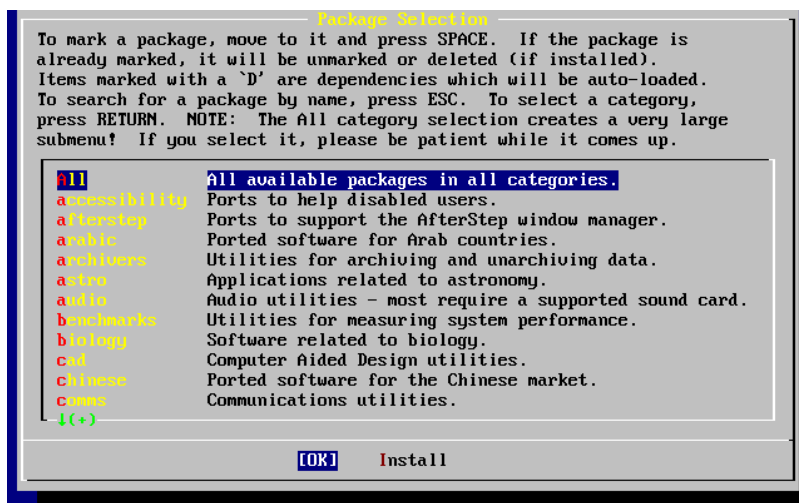 Package Selection
To mark a package, move to it and press SPACE.  If the package is
already marked, it will be unmarked or deleted (if installed).
Items marked with a `D' are dependencies which will be auto-loaded.
To search for a package by name, press ESC.  To select a category,
press RETURN.  NOTE:  The All category selection creates a very large
submenu!  If you select it, please be patient while it comes up.
All All available packages in all categories.
accessibility Ports to help disabled users.
afterstep Ports to support the AfterStep window manager.
arabic Ported software for Arab countries.
archivers Utilities for archiving and unarchiving data.
astro Applications related to astronomy.
audio Audio utilities - most require a supported sound card.
benchmarks Utilities for measuring system performance.
biology Software related to biology.
cad Computer Aided Design utilities.
chinese Ported software for the Chinese market.
comms Communications utilities.
↓(+)
[OK] Install